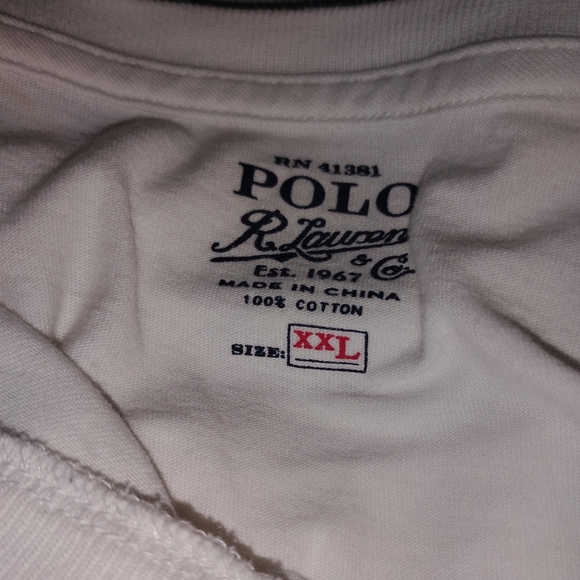 RN 41381
POLO
R. Lauren
& Co.
Est. 1967
MADE IN CHINA
100% COTTON
SIZE: XXL